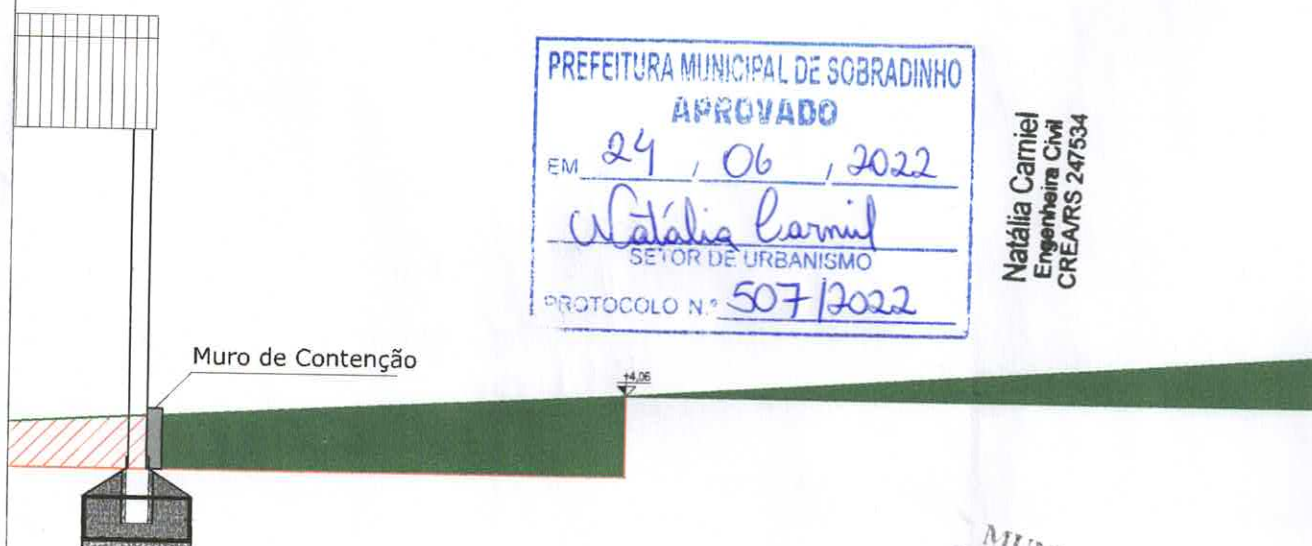 PREFEITURA MUNICIPAL DE SOBRADINHO
APROVADO
EM 24 / 06 / 2022
Natália Carniel
SETOR DE URBANISMO
PROTOCOLO N.º 507/2022
Natália Carniel
Engenheira Civil
CREA/RS 247534
Muro de Contenção
+4,06